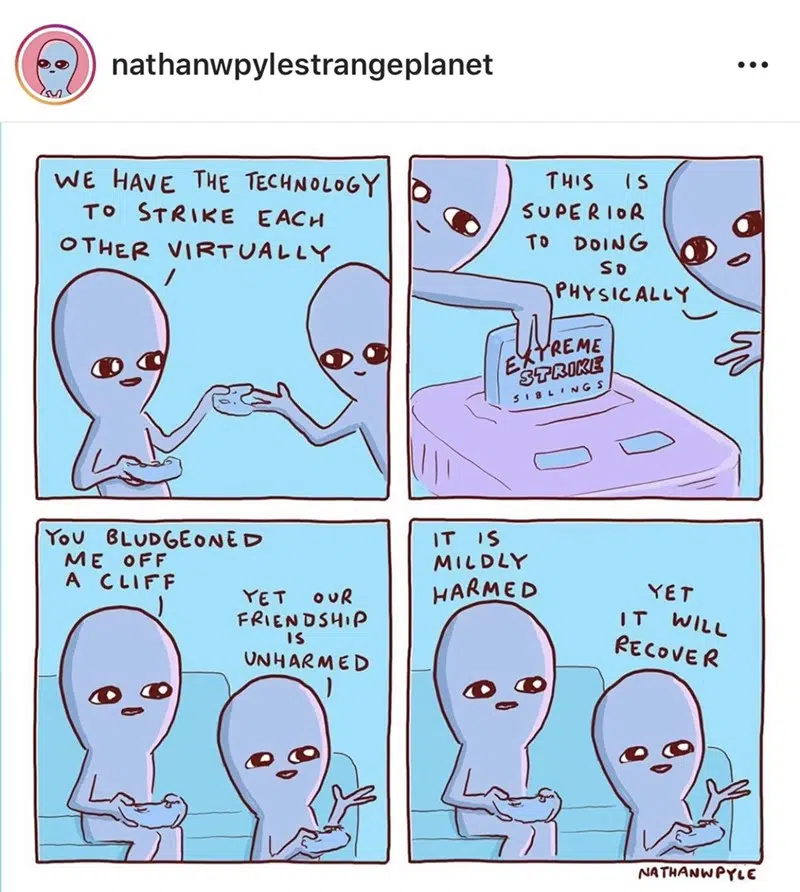 nathanwpylestrangeplanet
WE HAVE THE TECHNOLOGY
TO STRIKE EACH
OTHER VIRTUALLY
THIS IS
SUPERIOR
TO DOING
SO
PHYSICALLY
EXTREME
STRIKE
SIBLINGS
YOU BLUDGEONED
ME OFF
A CLIFF
YET OUR
FRIENDSHIP
IS
UNHARMED
IT IS
MILDLY
HARMED
YET
IT WILL
RECOVER
NATHANWPYLE